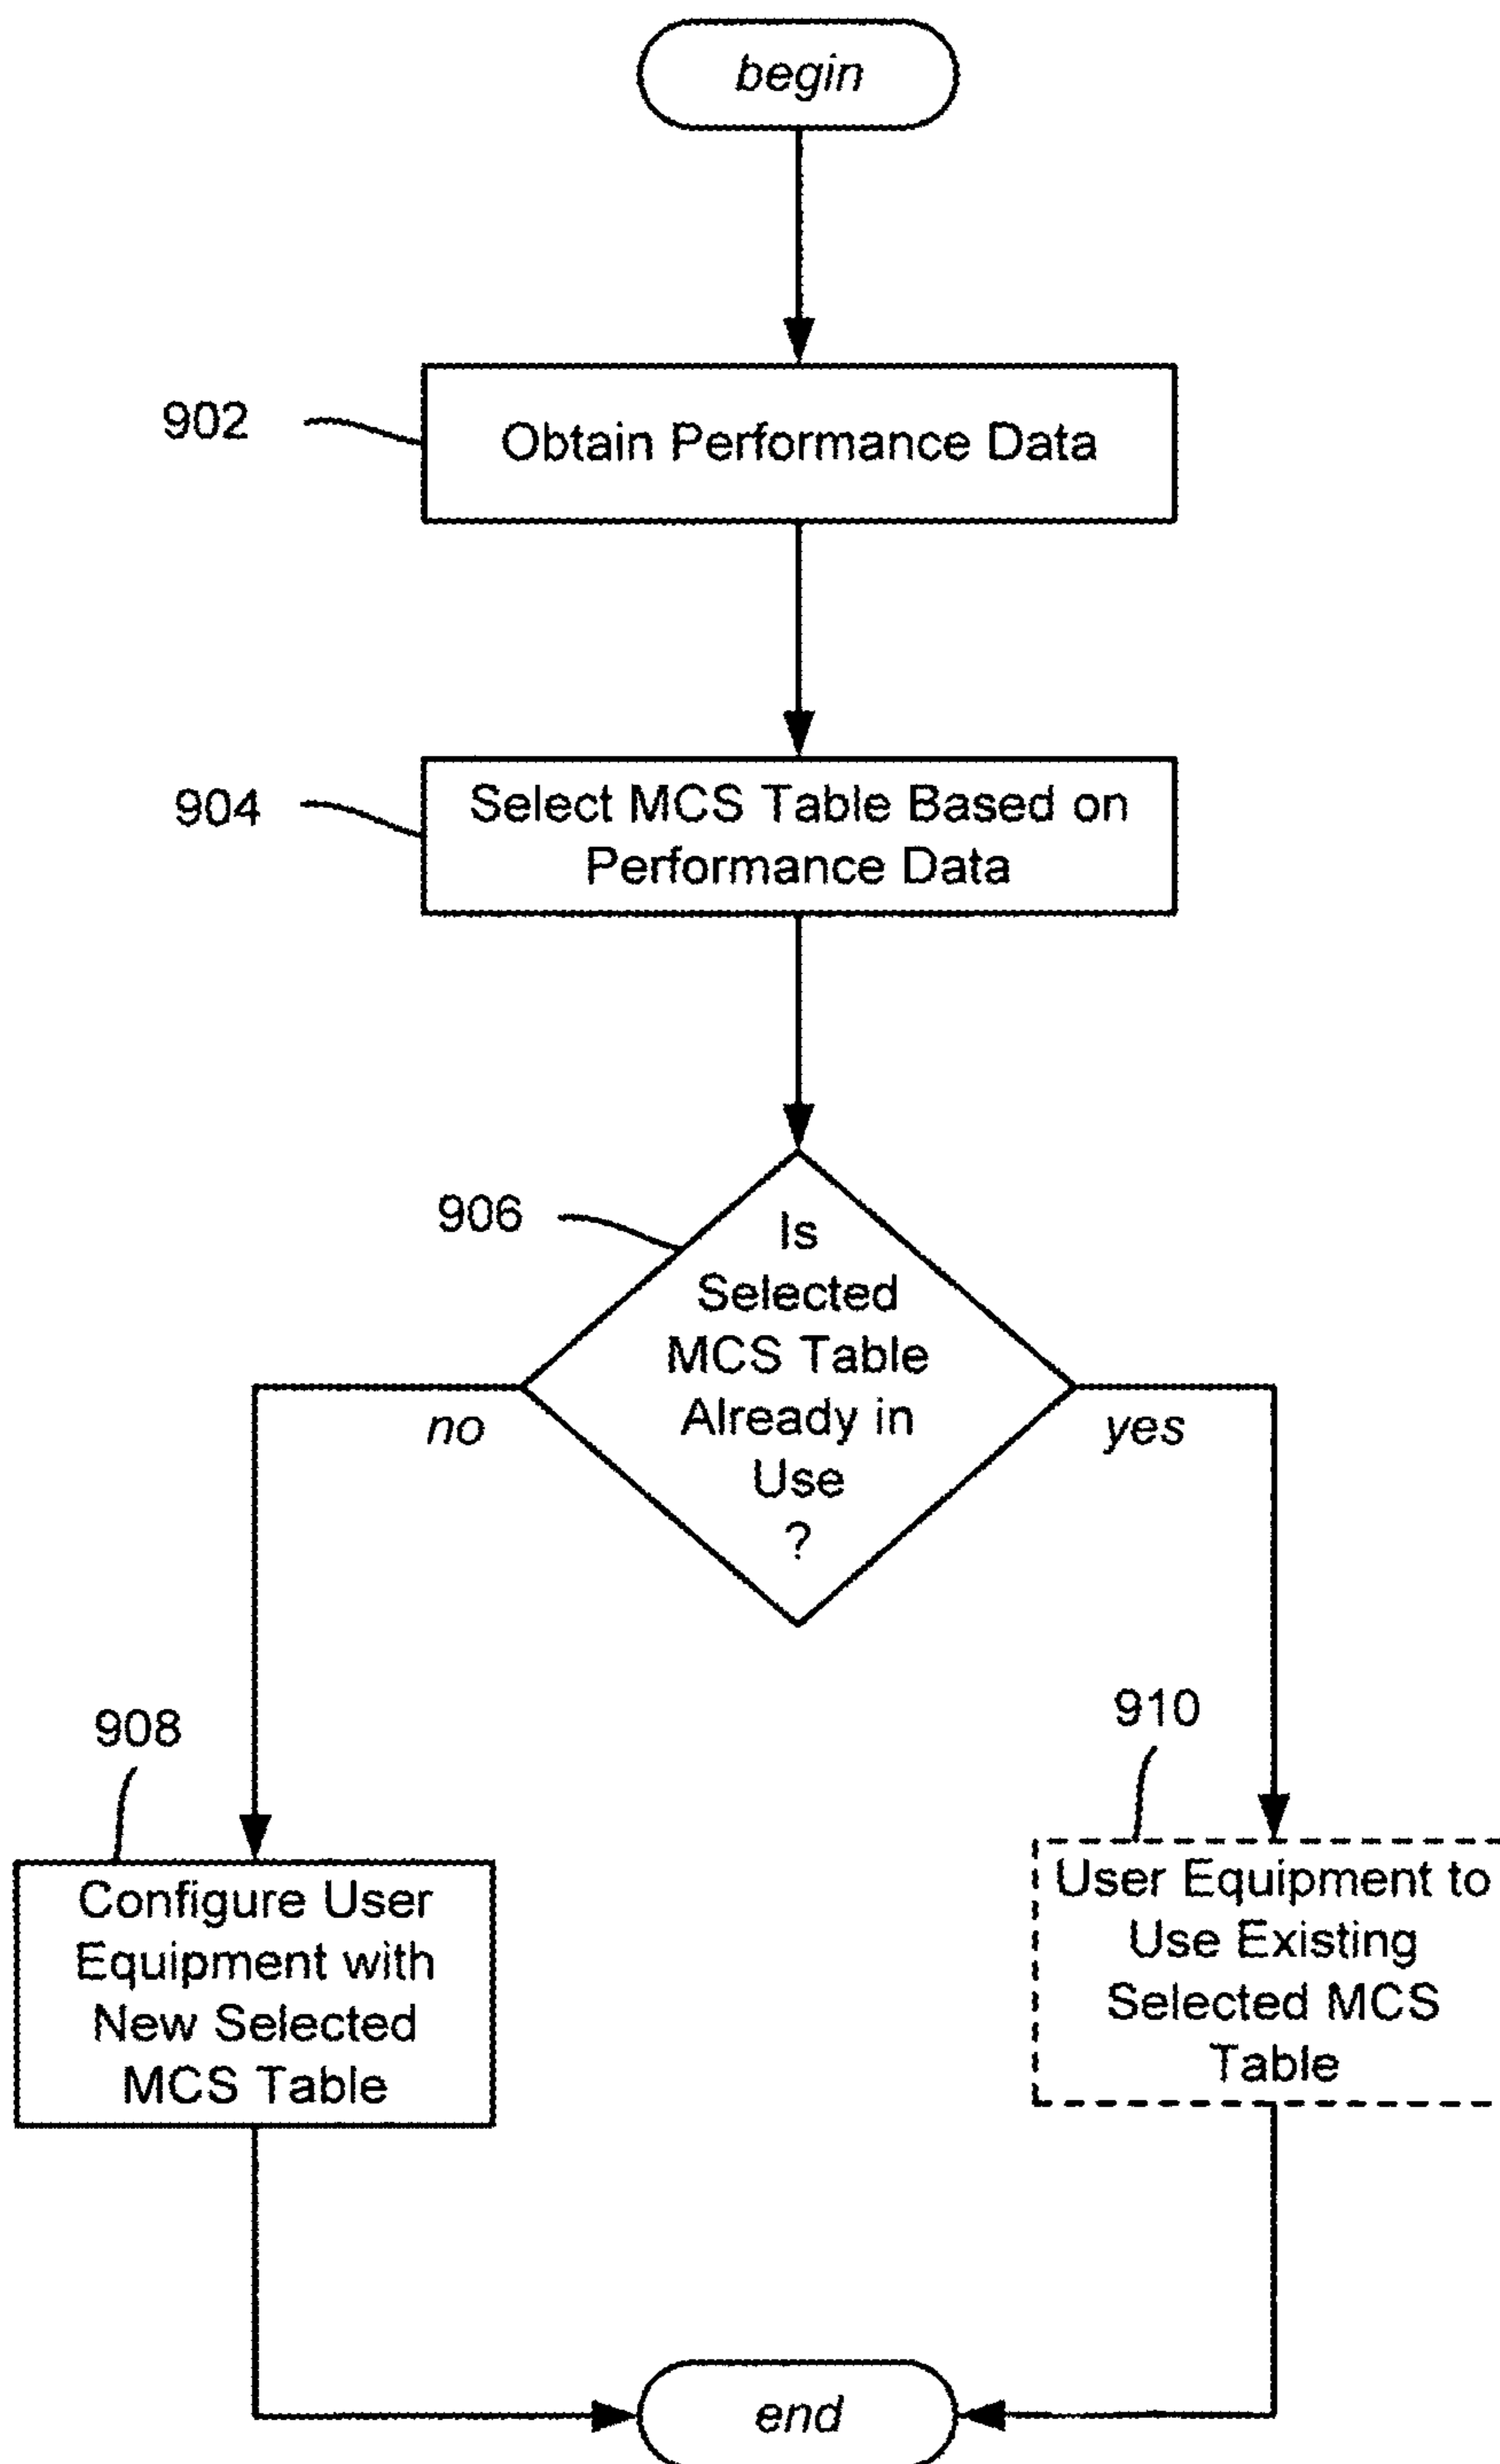 begin
902
Obtain Performance Data
904
Select MCS Table Based on
Performance Data
906
Is
Selected
MCS Table
Already in
Use
?
no
yes
908
910
Configure User
Equipment with
New Selected
MCS Table
User Equipment to
Use Existing
Selected MCS
Table
end